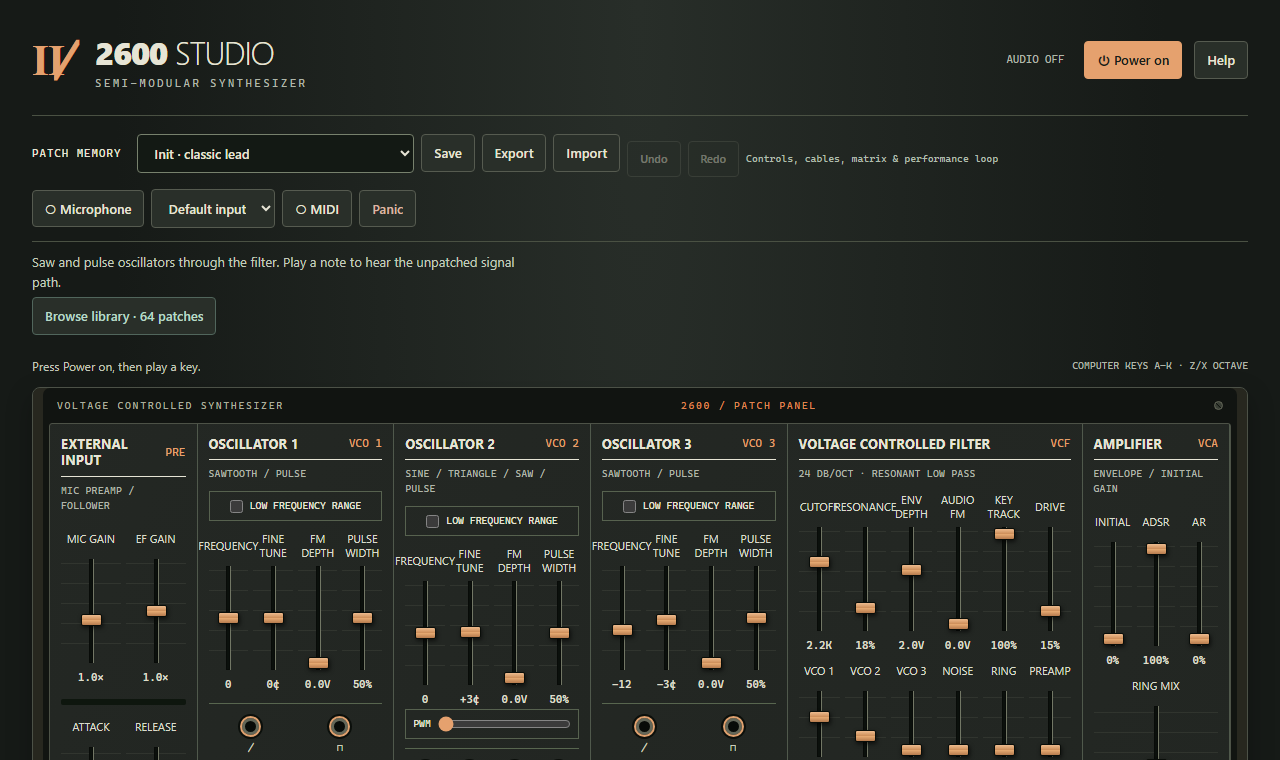 IV 2600 STUDIO
SEMI-MODULAR SYNTHESIZER
AUDIO OFF
Power on
Help
PATCH MEMORY
Init · classic lead
Save
Export
Import
Undo
Redo
Controls, cables, matrix & performance loop
Microphone
Default input
MIDI
Panic
Saw and pulse oscillators through the filter. Play a note to hear the unpatched signal
path.
Browse library · 64 patches
Press Power on, then play a key.
COMPUTER KEYS A–K · Z/X OCTAVE
VOLTAGE CONTROLLED SYNTHESIZER
2600 / PATCH PANEL
EXTERNAL
INPUT
PRE
MIC PREAMP /
FOLLOWER
MIC GAIN EF GAIN
1.0× 1.0×
ATTACK RELEASE
OSCILLATOR 1 VCO 1
SAWTOOTH / PULSE
LOW FREQUENCY RANGE
FREQUENCY FINE TUNE FM DEPTH PULSE WIDTH
0 0¢ 0.0V 50%
OSCILLATOR 2 VCO 2
SINE / TRIANGLE / SAW /
PULSE
LOW FREQUENCY RANGE
FREQUENCY FINE TUNE FM DEPTH PULSE WIDTH
0 +3¢ 0.0V 50%
PWM
OSCILLATOR 3 VCO 3
SAWTOOTH / PULSE
LOW FREQUENCY RANGE
FREQUENCY FINE TUNE FM DEPTH PULSE WIDTH
−12 −3¢ 0.0V 50%
VOLTAGE CONTROLLED FILTER VCF
24 DB/OCT · RESONANT LOW PASS
CUTOFF RESONANCE ENV DEPTH AUDIO FM KEY TRACK DRIVE
2.2K 18% 2.0V 0.0V 100% 15%
VCO 1 VCO 2 VCO 3 NOISE RING PREAMP
AMPLIFIER VCA
ENVELOPE / INITIAL
GAIN
INITIAL ADSR AR
0% 100% 0%
RING MIX